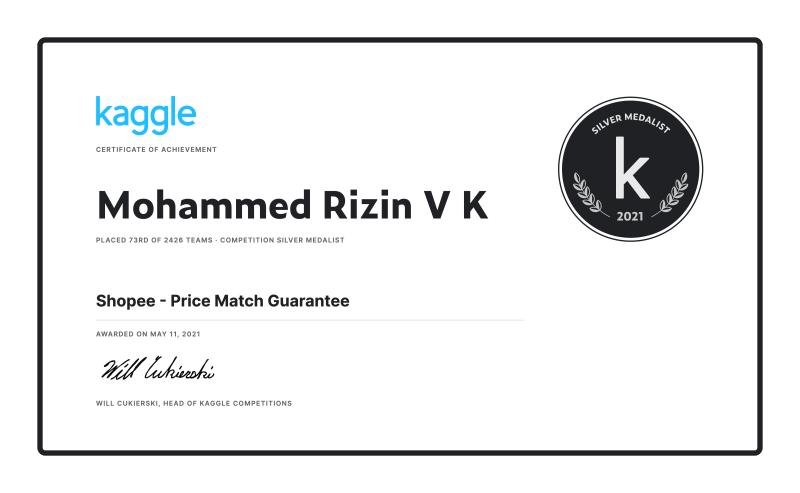 kaggle
CERTIFICATE OF ACHIEVEMENT
SILVER MEDALIST
k
2021
Mohammed Rizin V K
PLACED 73RD OF 2426 TEAMS · COMPETITION SILVER MEDALIST
Shopee - Price Match Guarantee
AWARDED ON MAY 11, 2021
Will Cukierski
WILL CUKIERSKI, HEAD OF KAGGLE COMPETITIONS